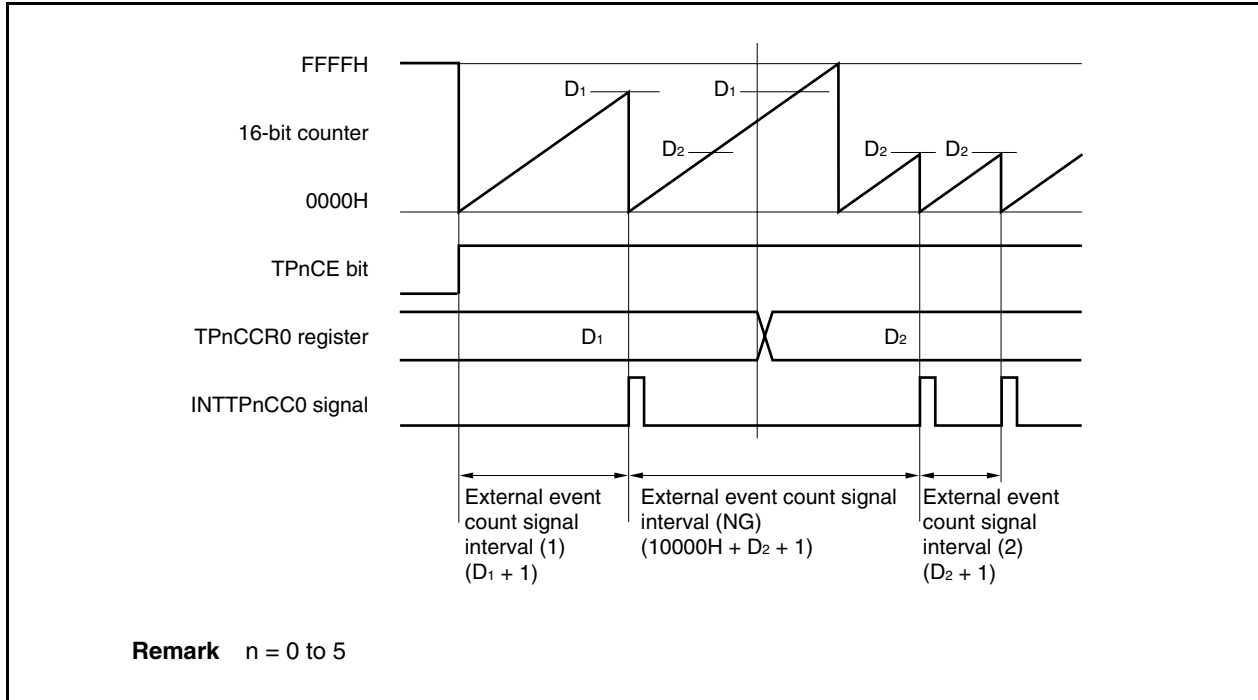 FFFFH
D1
D1
16-bit counter
D2
D2
D2
0000H
TPnCE bit
TPnCCR0 register
D1
D2
INTTPnCC0 signal
External event
count signal
interval (1)
(D1 + 1)
External event count signal
interval (NG)
(10000H + D2 + 1)
External event
count signal
interval (2)
(D2 + 1)
Remark n = 0 to 5